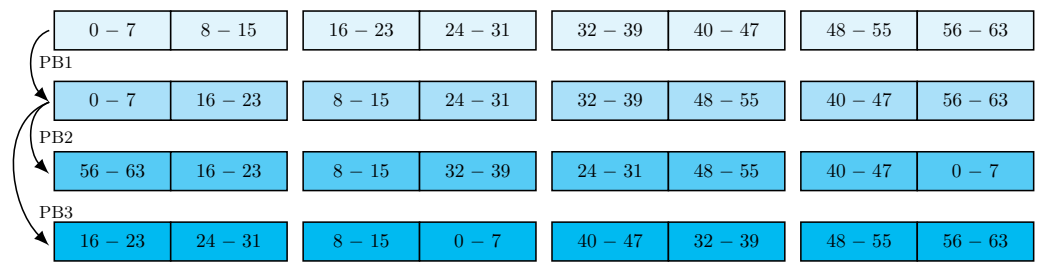 0 − 7 8 − 15 16 − 23 24 − 31 32 − 39 40 − 47 48 − 55 56 − 63
PB1
0 − 7 16 − 23 8 − 15 24 − 31 32 − 39 48 − 55 40 − 47 56 − 63
PB2
56 − 63 16 − 23 8 − 15 32 − 39 24 − 31 48 − 55 40 − 47 0 − 7
PB3
16 − 23 24 − 31 8 − 15 0 − 7 40 − 47 32 − 39 48 − 55 56 − 63